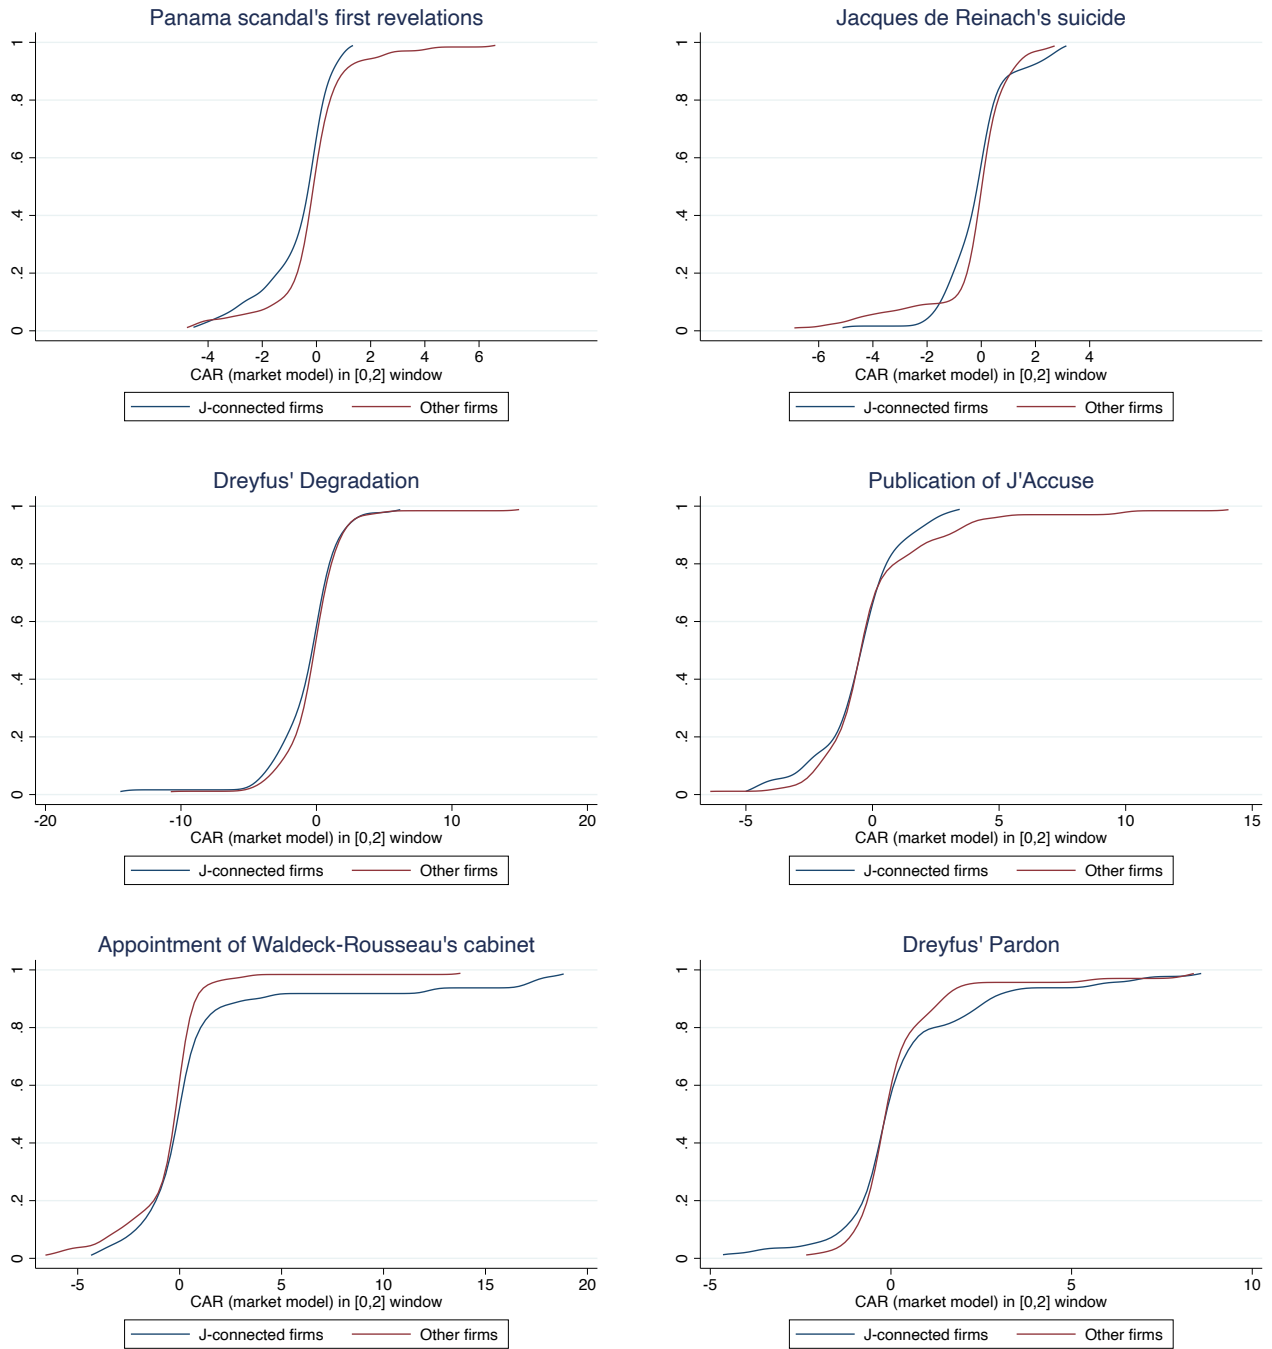 Panama scandal's first revelations
1
.8
.6
.4
.2
0
-4 -2 0 2 4 6
CAR (market model) in [0,2] window
J-connected firms Other firms
Jacques de Reinach's suicide
1
.8
.6
.4
.2
0
-6 -4 -2 0 2 4
CAR (market model) in [0,2] window
J-connected firms Other firms
Dreyfus' Degradation
1
.8
.6
.4
.2
0
-20 -10 0 10 20
CAR (market model) in [0,2] window
J-connected firms Other firms
Publication of J'Accuse
1
.8
.6
.4
.2
0
-5 0 5 10 15
CAR (market model) in [0,2] window
J-connected firms Other firms
Appointment of Waldeck-Rousseau's cabinet
1
.8
.6
.4
.2
0
-5 0 5 10 15 20
CAR (market model) in [0,2] window
J-connected firms Other firms
Dreyfus' Pardon
1
.8
.6
.4
.2
0
-5 0 5 10
CAR (market model) in [0,2] window
J-connected firms Other firms